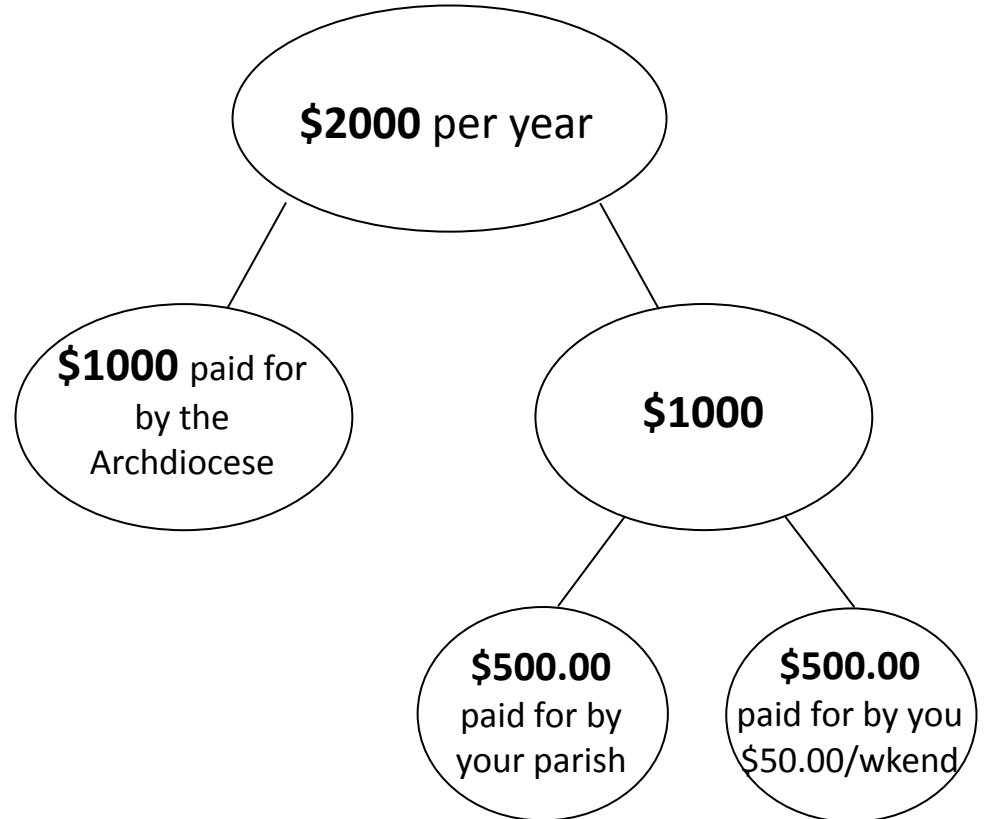 $2000 per year
$1000 paid for
by the
Archdiocese
$1000
$500.00
paid for by
your parish
$500.00
paid for by you
$50.00/wkend